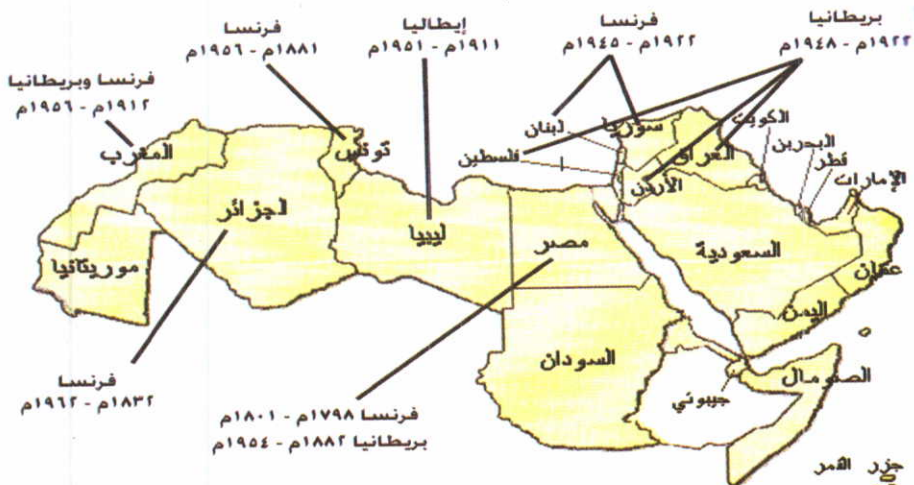 بريطانيا
١٩٢٢م - ١٩٤٨م
فرنسا
١٩٢٢م - ١٩٤٥م
إيطاليا
١٩١١م - ١٩٥١م
فرنسا
١٨٨١م - ١٩٥٦م
فرنسا وبريطانيا
١٩١٢م - ١٩٥٦م
سوريا
لبنان
فلسطين
العراق
الأردن
الكويت
البحرين
قطر
الإمارات
السعودية
عمان
اليمن
المغرب
تونس
الجزائر
ليبيا
مصر
موريتانيا
السودان
جيبوتي
الصومال
جزر القمر
فرنسا
١٨٣٢م - ١٩٦٢م
فرنسا ١٧٩٨م - ١٨٠١م
بريطانيا ١٨٨٢م - ١٩٥٤م